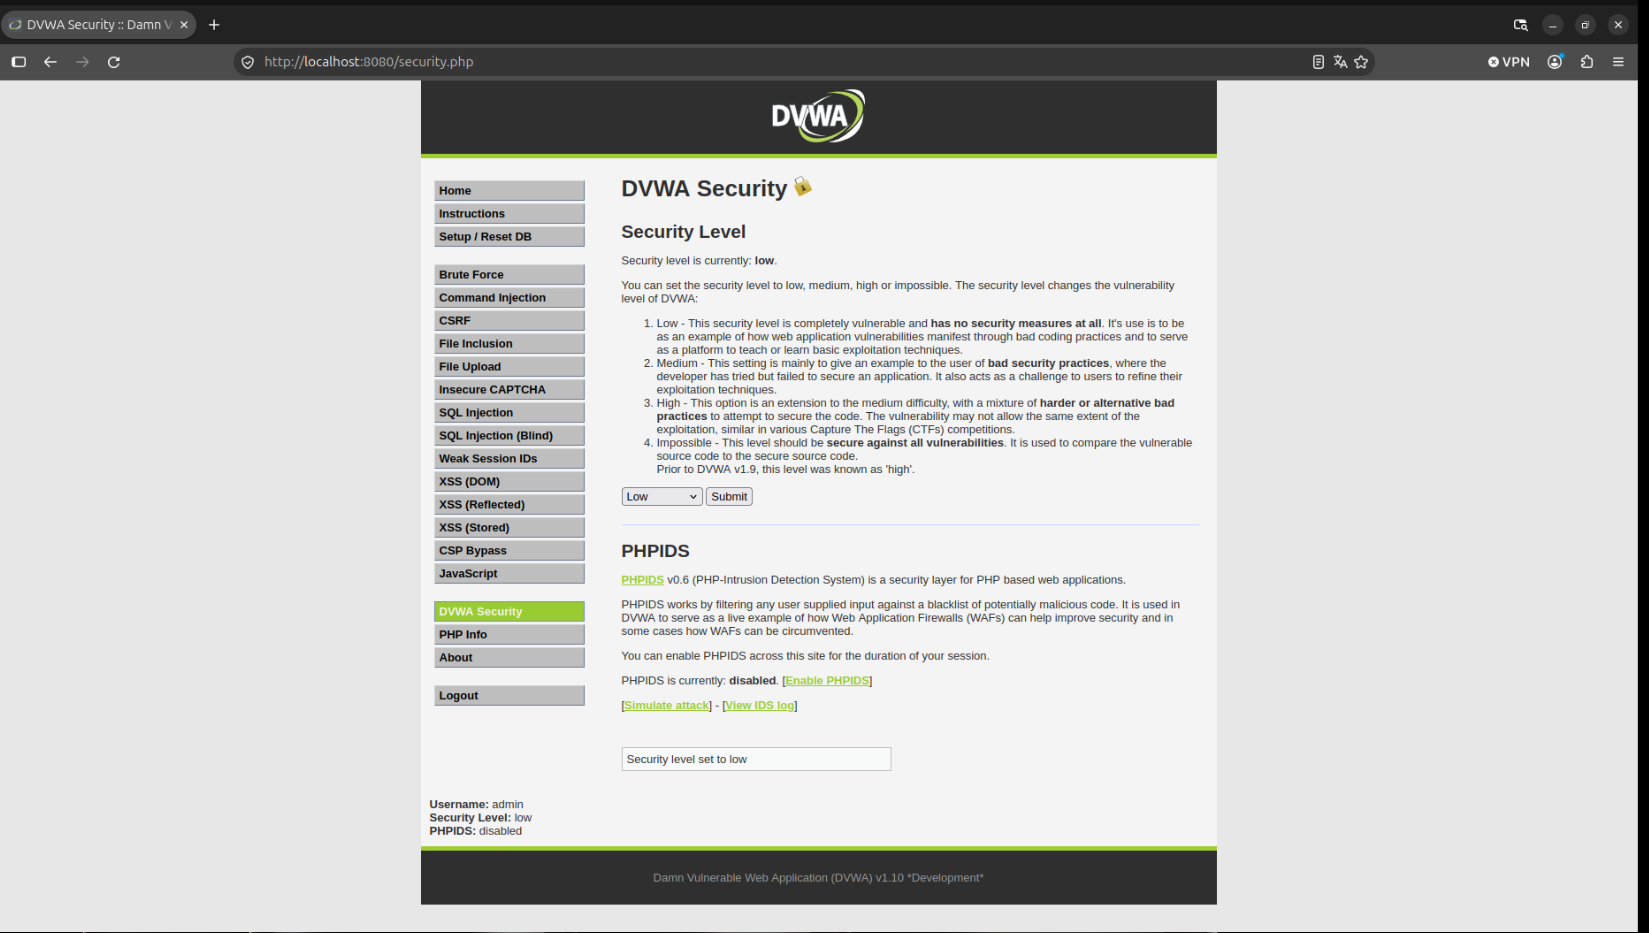 DVWA Security :: Damn V
http://localhost:8080/security.php
VPN
DVWA
Home
Instructions
Setup / Reset DB
Brute Force
Command Injection
CSRF
File Inclusion
File Upload
Insecure CAPTCHA
SQL Injection
SQL Injection (Blind)
Weak Session IDs
XSS (DOM)
XSS (Reflected)
XSS (Stored)
CSP Bypass
JavaScript
DVWA Security
PHP Info
About
Logout
DVWA Security
Security Level
Security level is currently: low.
You can set the security level to low, medium, high or impossible. The security level changes the vulnerability
level of DVWA:
1. Low - This security level is completely vulnerable and has no security measures at all. It's use is to be
as an example of how web application vulnerabilities manifest through bad coding practices and to serve
as a platform to teach or learn basic exploitation techniques.
2. Medium - This setting is mainly to give an example to the user of bad security practices, where the
developer has tried but failed to secure an application. It also acts as a challenge to users to refine their
exploitation techniques.
3. High - This option is an extension to the medium difficulty, with a mixture of harder or alternative bad
practices to attempt to secure the code. The vulnerability may not allow the same extent of the
exploitation, similar in various Capture The Flags (CTFs) competitions.
4. Impossible - This level should be secure against all vulnerabilities. It is used to compare the vulnerable
source code to the secure source code.
Prior to DVWA v1.9, this level was known as 'high'.
Low Submit
PHPIDS
PHPIDS v0.6 (PHP-Intrusion Detection System) is a security layer for PHP based web applications.
PHPIDS works by filtering any user supplied input against a blacklist of potentially malicious code. It is used in
DVWA to serve as a live example of how Web Application Firewalls (WAFs) can help improve security and in
some cases how WAFs can be circumvented.
You can enable PHPIDS across this site for the duration of your session.
PHPIDS is currently: disabled. [Enable PHPIDS]
[Simulate attack] - [View IDS log]
Security level set to low
Username: admin
Security Level: low
PHPIDS: disabled
Damn Vulnerable Web Application (DVWA) v1.10 *Development*